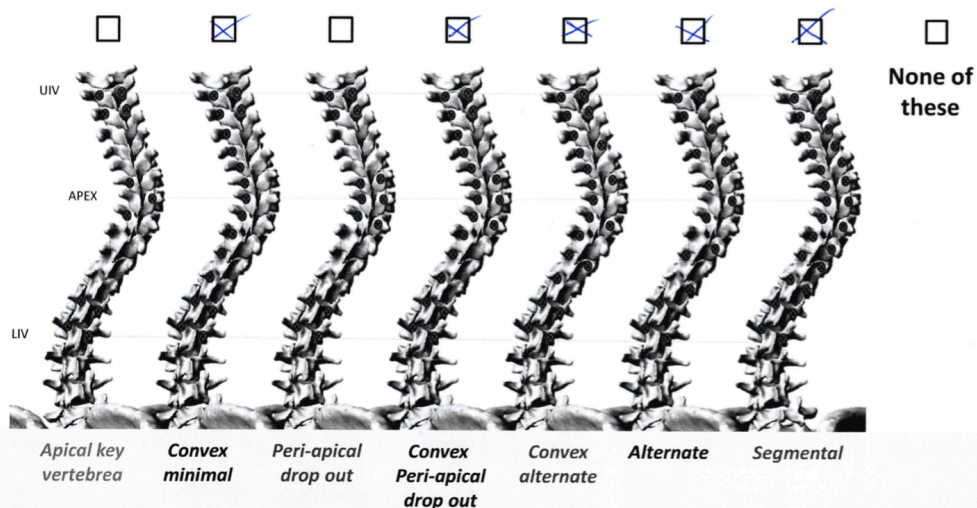 None of
these
UIV
APEX
LIV
Apical key
vertebrea
Convex
minimal
Peri-apical
drop out
Convex
Peri-apical
drop out
Convex
alternate
Alternate
Segmental